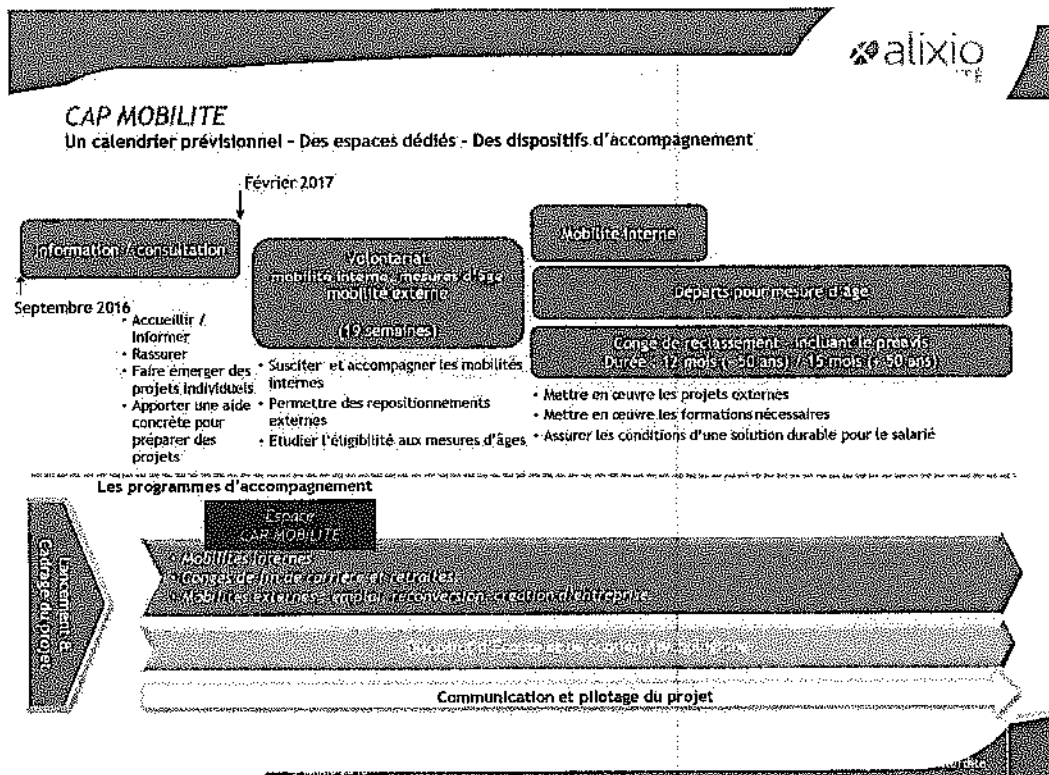 alixio
CAP MOBILITE
Un calendrier prévisionnel - Des espaces dédiés - Des dispositifs d'accompagnement
Février 2017
Information / consultation
Septembre 2016
• Accueillir /
Informer
• Rassurer
• Faire émerger des
projets individuels
• Apporter une aide
concrète pour
préparer des
projets
Volontariat
mobilité interne, mesures d'âge
mobilité externe
(19 semaines)
• Susciter et accompagner les mobilités
internes
• Permettre des repositionnements
externes
• Etudier l'éligibilité aux mesures d'âges
Mobilité Interne
Départs pour mesure d'âge
Congé de reclassement - incluant le préavis
Durée : 12 mois (-50 ans) / 15 mois (+ 50 ans)
• Mettre en œuvre les projets externes
• Mettre en œuvre les formations nécessaires
• Assurer les conditions d'une solution durable pour le salarié
Les programmes d'accompagnement
Lancement &
Cadrage du projet
Espace
CAP MOBILITE
• Mobilités internes
• Congés de fin de carrière et retraites
• Mobilités externes : emploi, reconversion, création d'entreprise
Communication et pilotage du projet